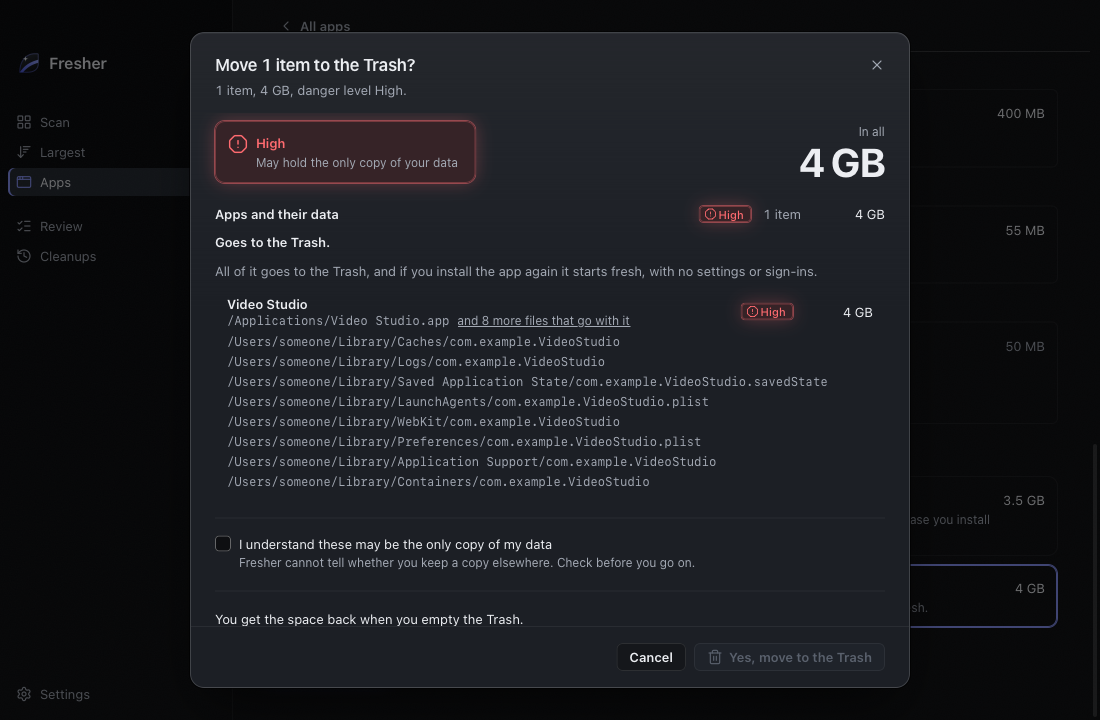 All apps
Fresher
Scan
Largest
Apps
Review
Cleanups
Settings
Move 1 item to the Trash?
1 item, 4 GB, danger level High.
High
May hold the only copy of your data
In all
4 GB
Apps and their data High 1 item 4 GB
Goes to the Trash.
All of it goes to the Trash, and if you install the app again it starts fresh, with no settings or sign-ins.
Video Studio
/Applications/Video Studio.app and 8 more files that go with it High 4 GB
/Users/someone/Library/Caches/com.example.VideoStudio
/Users/someone/Library/Logs/com.example.VideoStudio
/Users/someone/Library/Saved Application State/com.example.VideoStudio.savedState
/Users/someone/Library/LaunchAgents/com.example.VideoStudio.plist
/Users/someone/Library/WebKit/com.example.VideoStudio
/Users/someone/Library/Preferences/com.example.VideoStudio.plist
/Users/someone/Library/Application Support/com.example.VideoStudio
/Users/someone/Library/Containers/com.example.VideoStudio
I understand these may be the only copy of my data
Fresher cannot tell whether you keep a copy elsewhere. Check before you go on.
You get the space back when you empty the Trash.
Cancel
Yes, move to the Trash
400 MB
55 MB
50 MB
3.5 GB
ase you install
4 GB
sh.